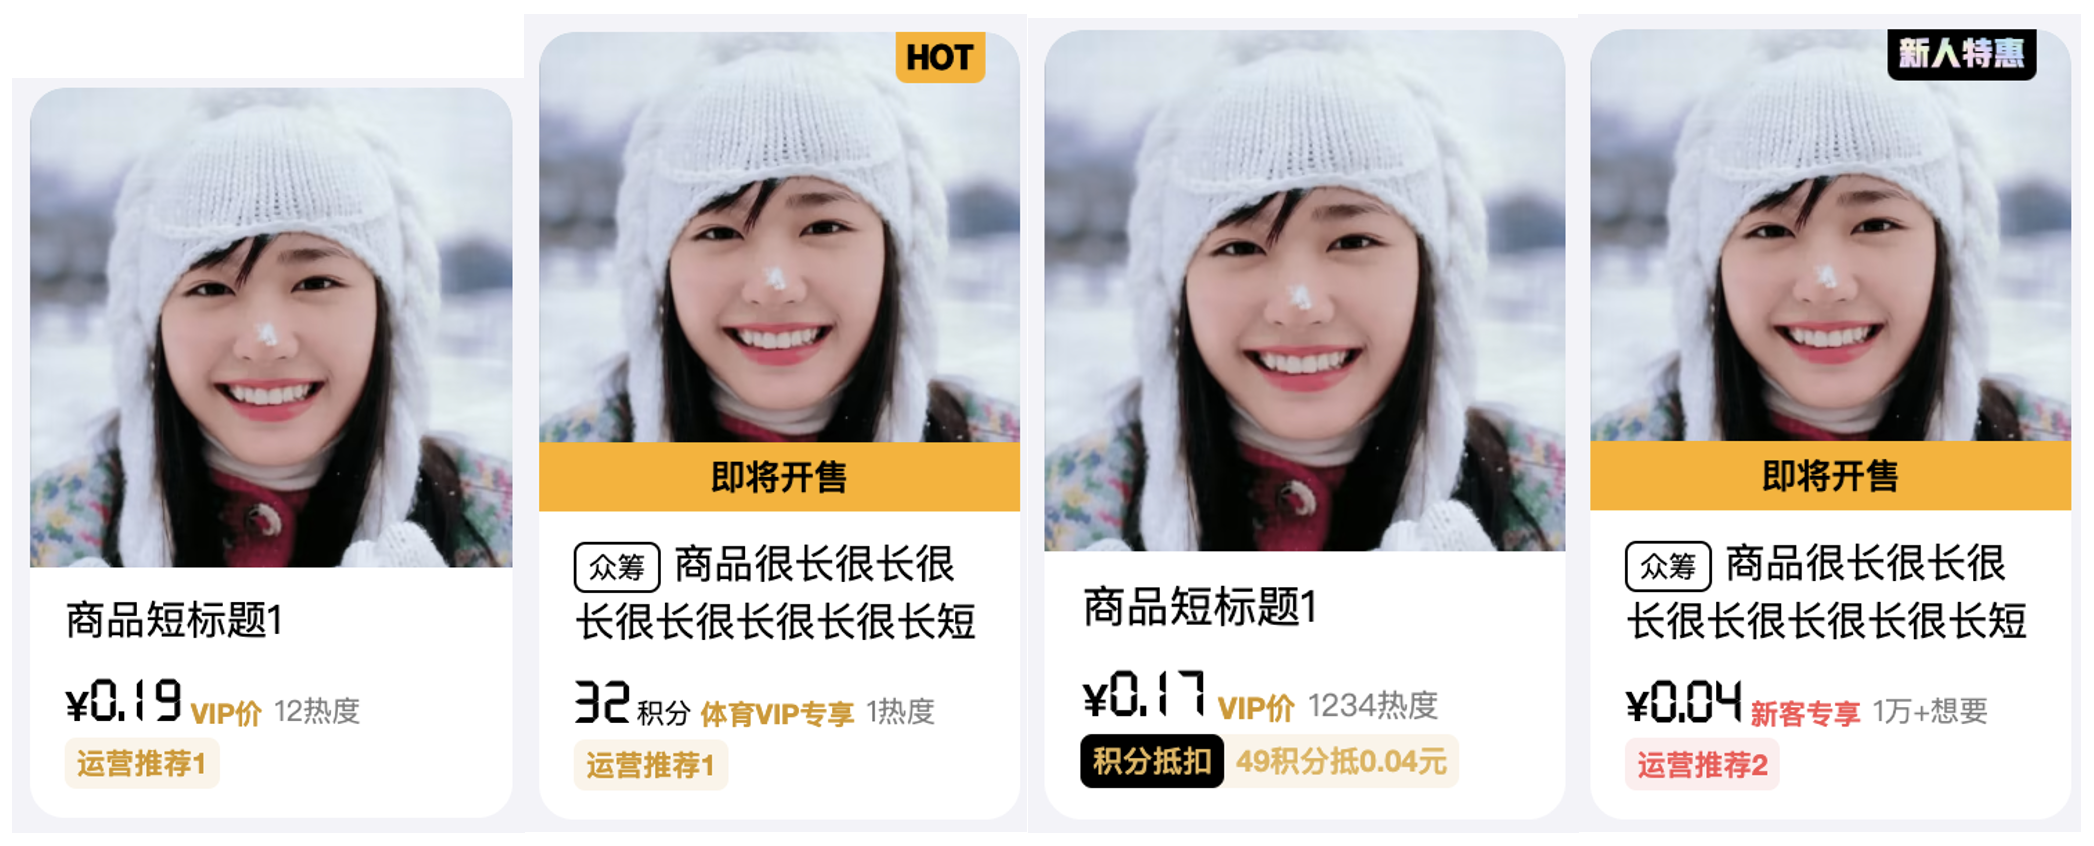 商品短标题1
¥0.19 VIP价 12热度
运营推荐1
HOT
即将开售
众筹 商品很长很长很
长很长很长很长很长短
32积分 体育VIP专享 1热度
运营推荐1
商品短标题1
¥0.17 VIP价 1234热度
积分抵扣 49积分抵0.04元
新人特惠
即将开售
众筹 商品很长很长很
长很长很长很长很长短
¥0.04 新客专享 1万+想要
运营推荐2